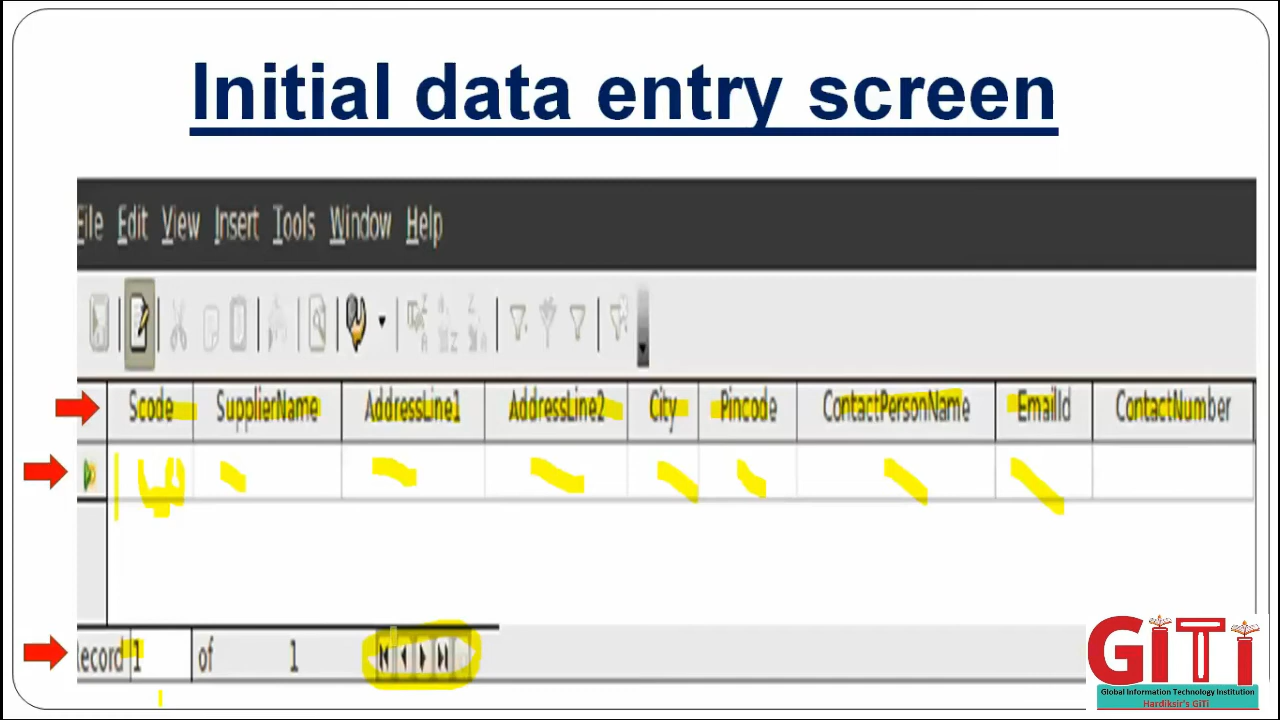 Initial data entry screen
File Edit View Insert Tools Window Help
Scode SupplierName AddressLine1 AddressLine2 City Pincode ContactPersonName EmailId ContactNumber
Record 1 of 1
GiTi
Global Information Technology Institution
Hardiksir's GiTi